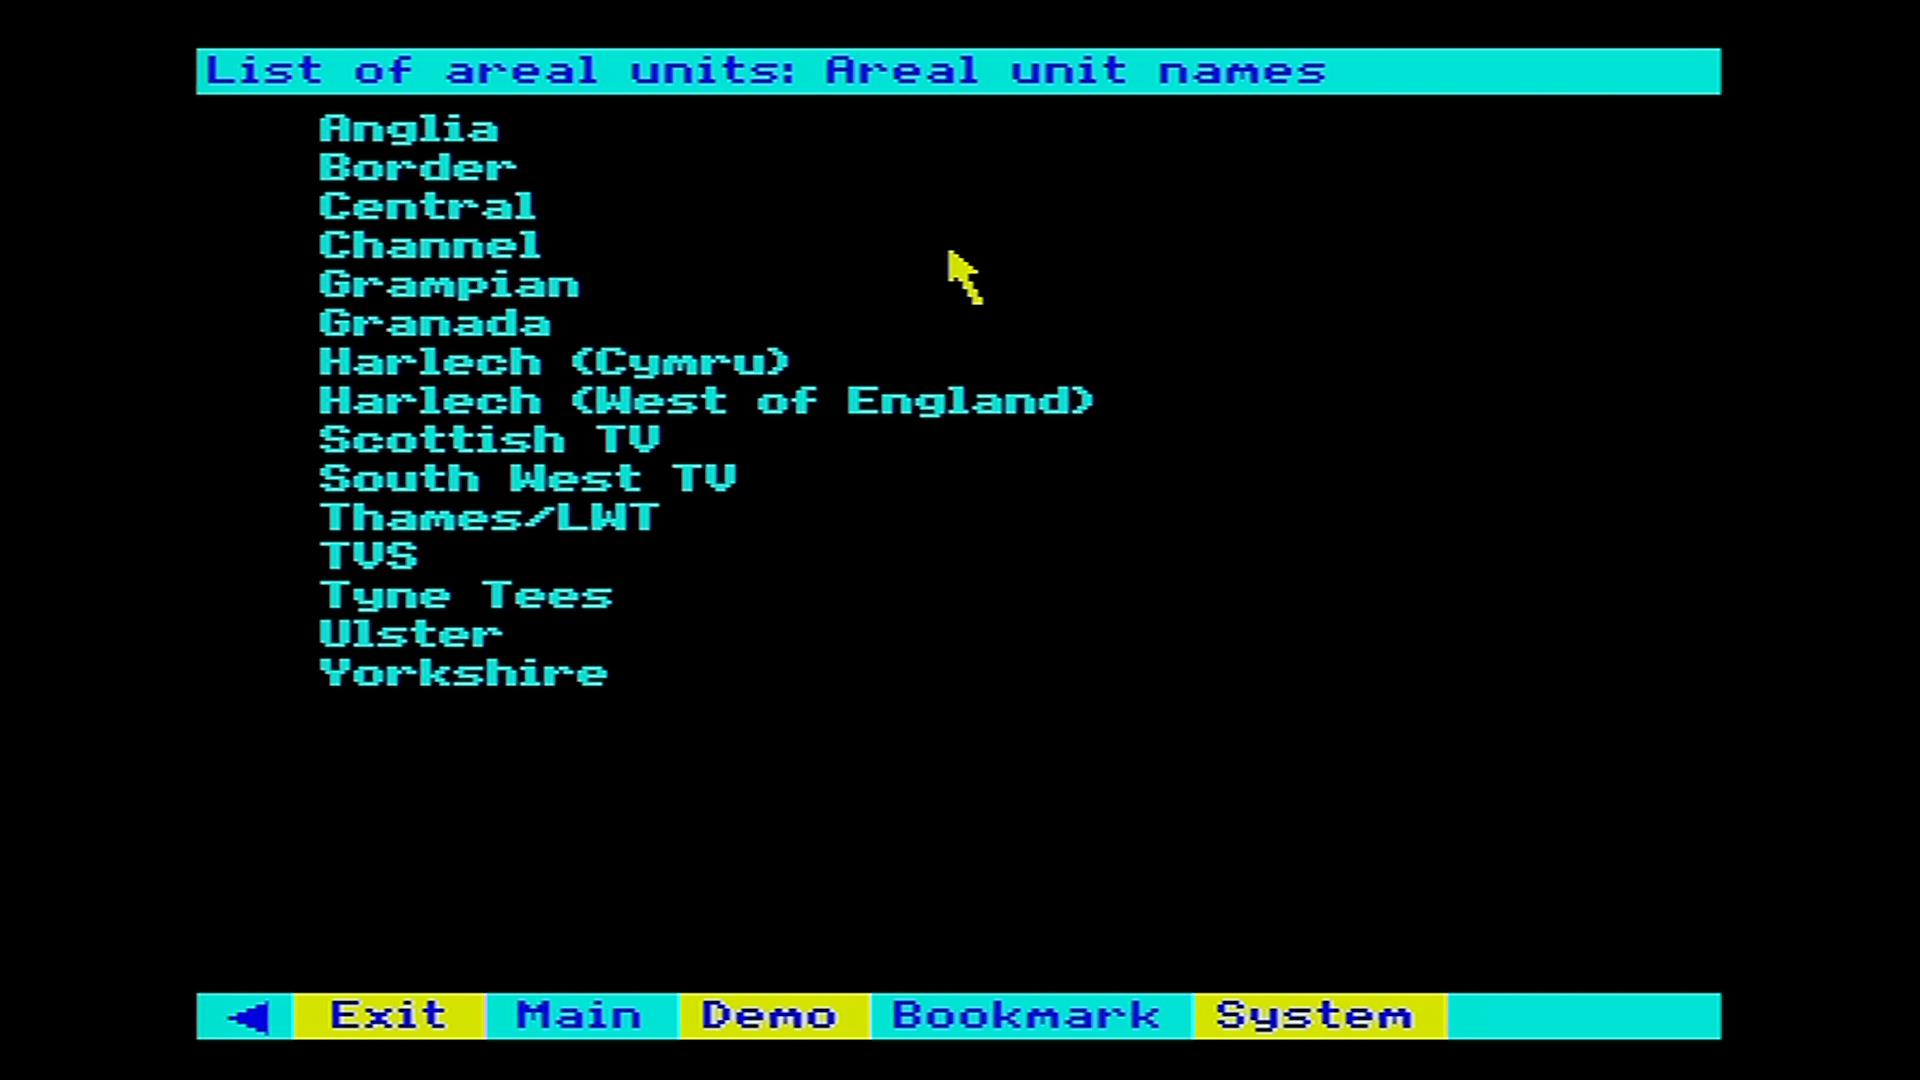 List of areal units: Areal unit names
Anglia
Border
Central
Channel
Grampian
Granada
Harlech (Cymru)
Harlech (West of England)
Scottish TV
South West TV
Thames/LWT
TVS
Tyne Tees
Ulster
Yorkshire
Exit Main Demo Bookmark System